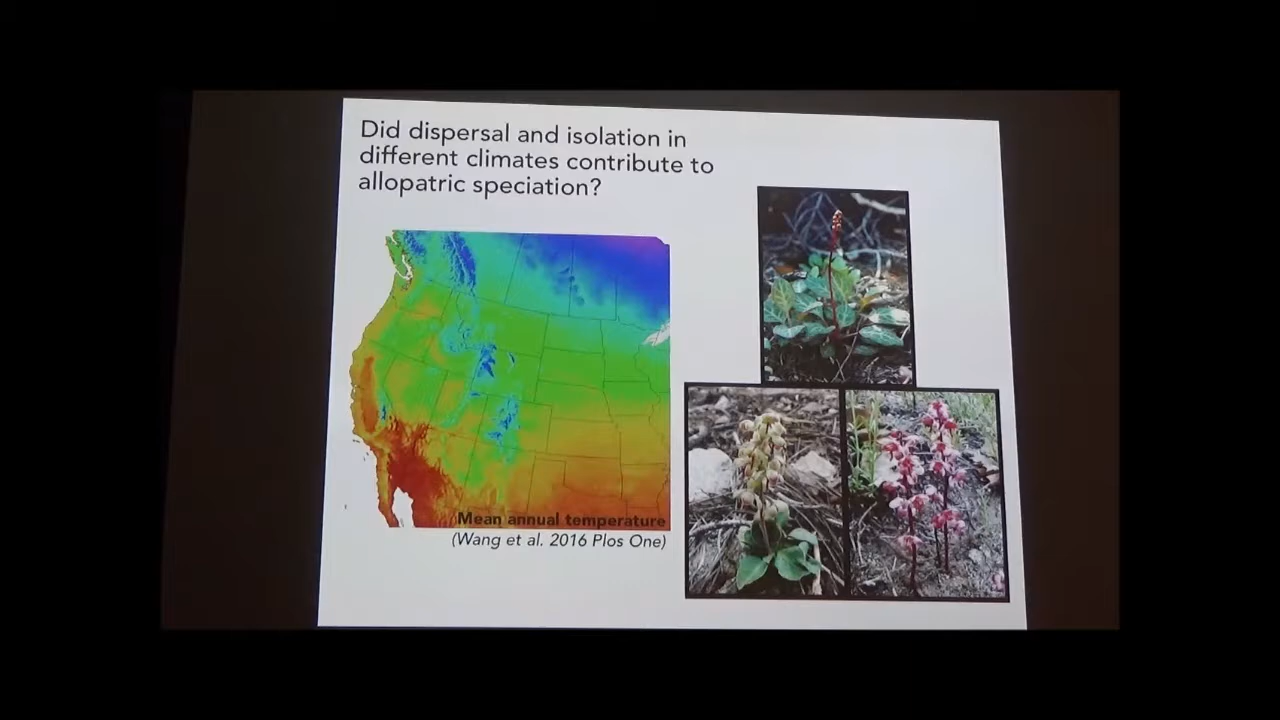 Did dispersal and isolation in
different climates contribute to
allopatric speciation?
Mean annual temperature
(Wang et al. 2016 Plos One)